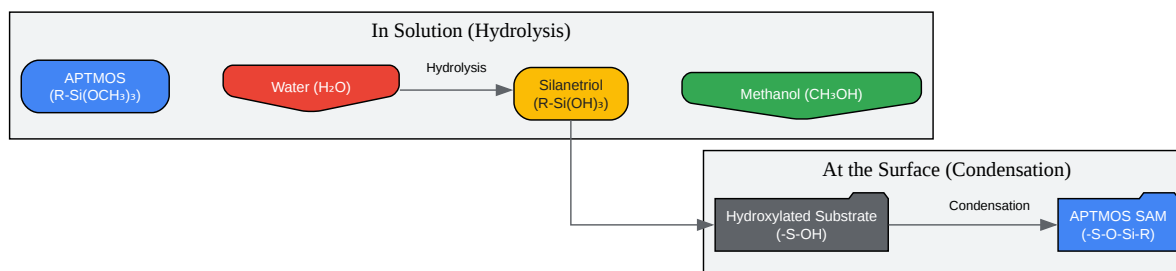 In Solution (Hydrolysis)
APTMOS
(R-Si(OCH₃)₃)
Water (H₂O)
Hydrolysis
Silanetriol
(R-Si(OH)₃)
Methanol (CH₃OH)
At the Surface (Condensation)
Hydroxylated Substrate
(-S-OH)
Condensation
APTMOS SAM
(-S-O-Si-R)